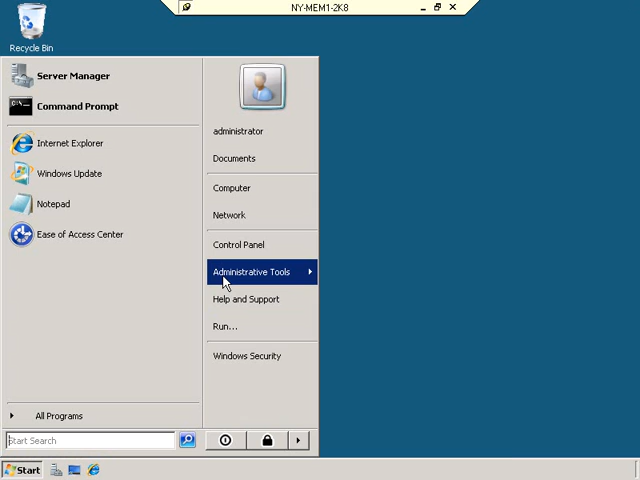 NY-MEM1-2K8
Recycle Bin
Server Manager
Command Prompt
Internet Explorer
Windows Update
Notepad
Ease of Access Center
All Programs
Start Search
administrator
Documents
Computer
Network
Control Panel
Administrative Tools
Help and Support
Run...
Windows Security
Start